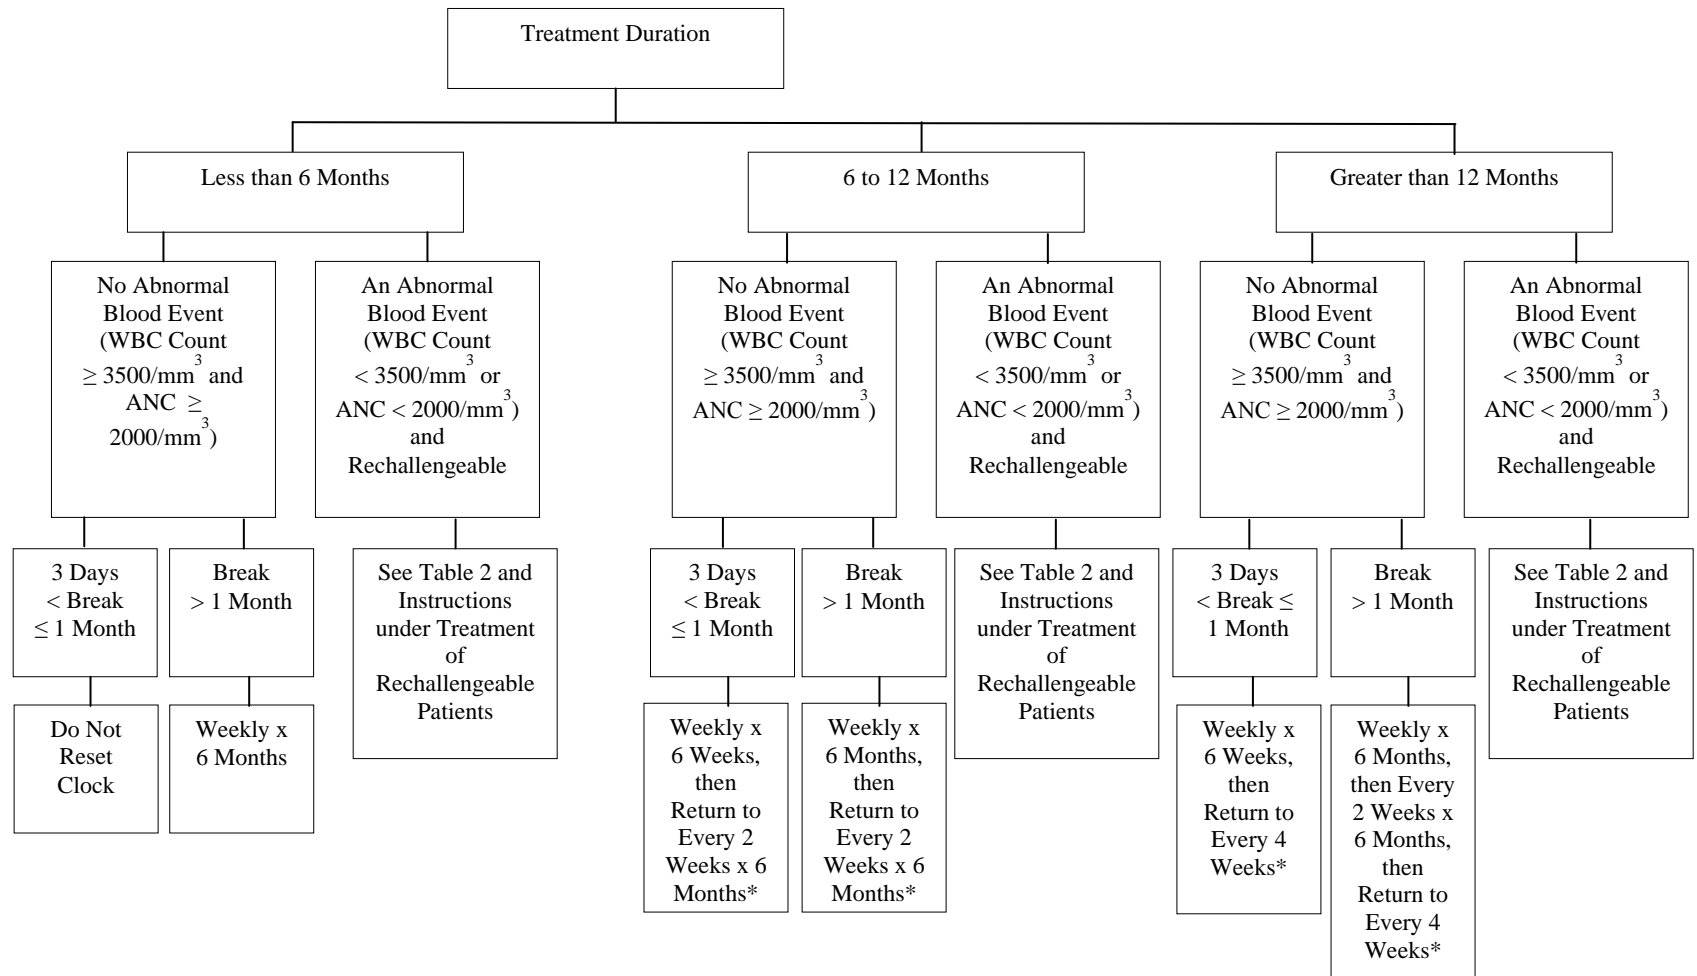 Treatment Duration
Less than 6 Months
6 to 12 Months
Greater than 12 Months
No Abnormal
Blood Event
(WBC Count
≥ 3500/mm³ and
ANC ≥
2000/mm³)
An Abnormal
Blood Event
(WBC Count
< 3500/mm³ or
ANC < 2000/mm³)
and
Rechallengeable
No Abnormal
Blood Event
(WBC Count
≥ 3500/mm³ and
ANC ≥ 2000/mm³)
An Abnormal
Blood Event
(WBC Count
< 3500/mm³ or
ANC < 2000/mm³)
and
Rechallengeable
No Abnormal
Blood Event
(WBC Count
≥ 3500/mm³ and
ANC ≥ 2000/mm³)
An Abnormal
Blood Event
(WBC Count
< 3500/mm³ or
ANC < 2000/mm³)
and
Rechallengeable
3 Days
< Break
≤ 1 Month
Break
> 1 Month
See Table 2 and
Instructions
under Treatment
of
Rechallengeable
Patients
3 Days
< Break
≤ 1 Month
Break
> 1 Month
See Table 2 and
Instructions
under Treatment
of
Rechallengeable
Patients
3 Days
< Break ≤
1 Month
Break
> 1 Month
See Table 2 and
Instructions
under Treatment
of
Rechallengeable
Patients
Do Not
Reset
Clock
Weekly x
6 Months
Weekly x
6 Weeks,
then
Return to
Every 2
Weeks x 6
Months*
Weekly x
6 Months,
then
Return to
Every 2
Weeks x 6
Months*
Weekly x
6 Weeks,
then
Return to
Every 4
Weeks*
Weekly x
6 Months,
then Every
2 Weeks x
6 Months,
then
Return to
Every 4
Weeks*